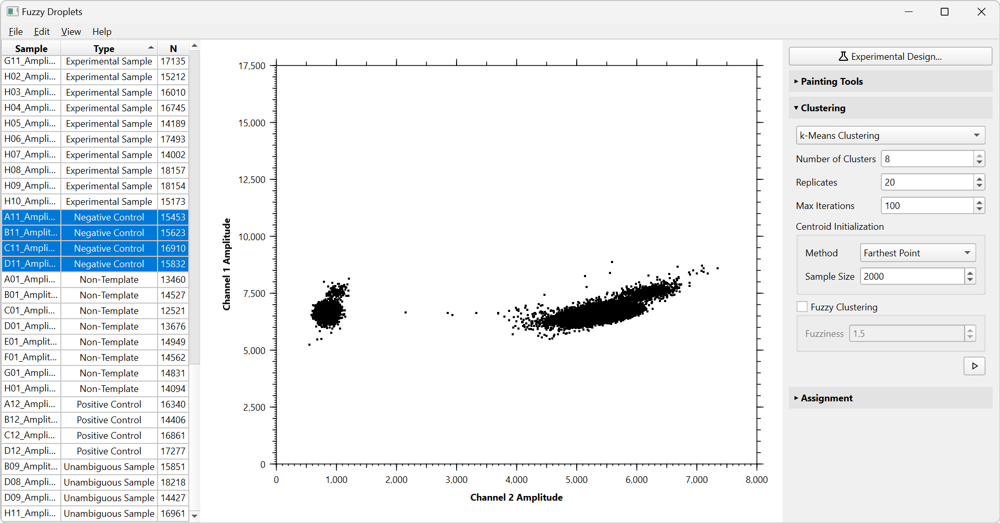 Fuzzy Droplets
File Edit View Help
Sample Type N
G11_Ampli... Experimental Sample 17135
H02_Ampli... Experimental Sample 15212
H03_Ampli... Experimental Sample 16010
H04_Ampli... Experimental Sample 16745
H05_Ampli... Experimental Sample 14189
H06_Ampli... Experimental Sample 17493
H07_Ampli... Experimental Sample 14002
H08_Ampli... Experimental Sample 18157
H09_Ampli... Experimental Sample 18154
H10_Ampli... Experimental Sample 15173
A11_Ampli... Negative Control 15453
B11_Amplit... Negative Control 15623
C11_Ampli... Negative Control 16910
D11_Ampli... Negative Control 15832
A01_Ampli... Non-Template 13460
B01_Ampli... Non-Template 14527
C01_Ampli... Non-Template 12521
D01_Ampli... Non-Template 13676
E01_Amplit... Non-Template 14949
F01_Amplit... Non-Template 14562
G01_Ampli... Non-Template 14831
H01_Ampli... Non-Template 14094
A12_Ampli... Positive Control 16340
B12_Amplit... Positive Control 14406
C12_Ampli... Positive Control 16861
D12_Ampli... Positive Control 17277
B09_Amplit... Unambiguous Sample 15851
D08_Ampli... Unambiguous Sample 18218
D09_Ampli... Unambiguous Sample 14427
H11_Ampli... Unambiguous Sample 16961
Channel 1 Amplitude
17,500
15,000
12,500
10,000
7,500
5,000
2,500
0
0 1,000 2,000 3,000 4,000 5,000 6,000 7,000 8,000
Channel 2 Amplitude
Experimental Design...
Painting Tools
Clustering
k-Means Clustering
Number of Clusters 8
Replicates 20
Max Iterations 100
Centroid Initialization
Method Farthest Point
Sample Size 2000
Fuzzy Clustering
Fuzziness 1.5
Assignment